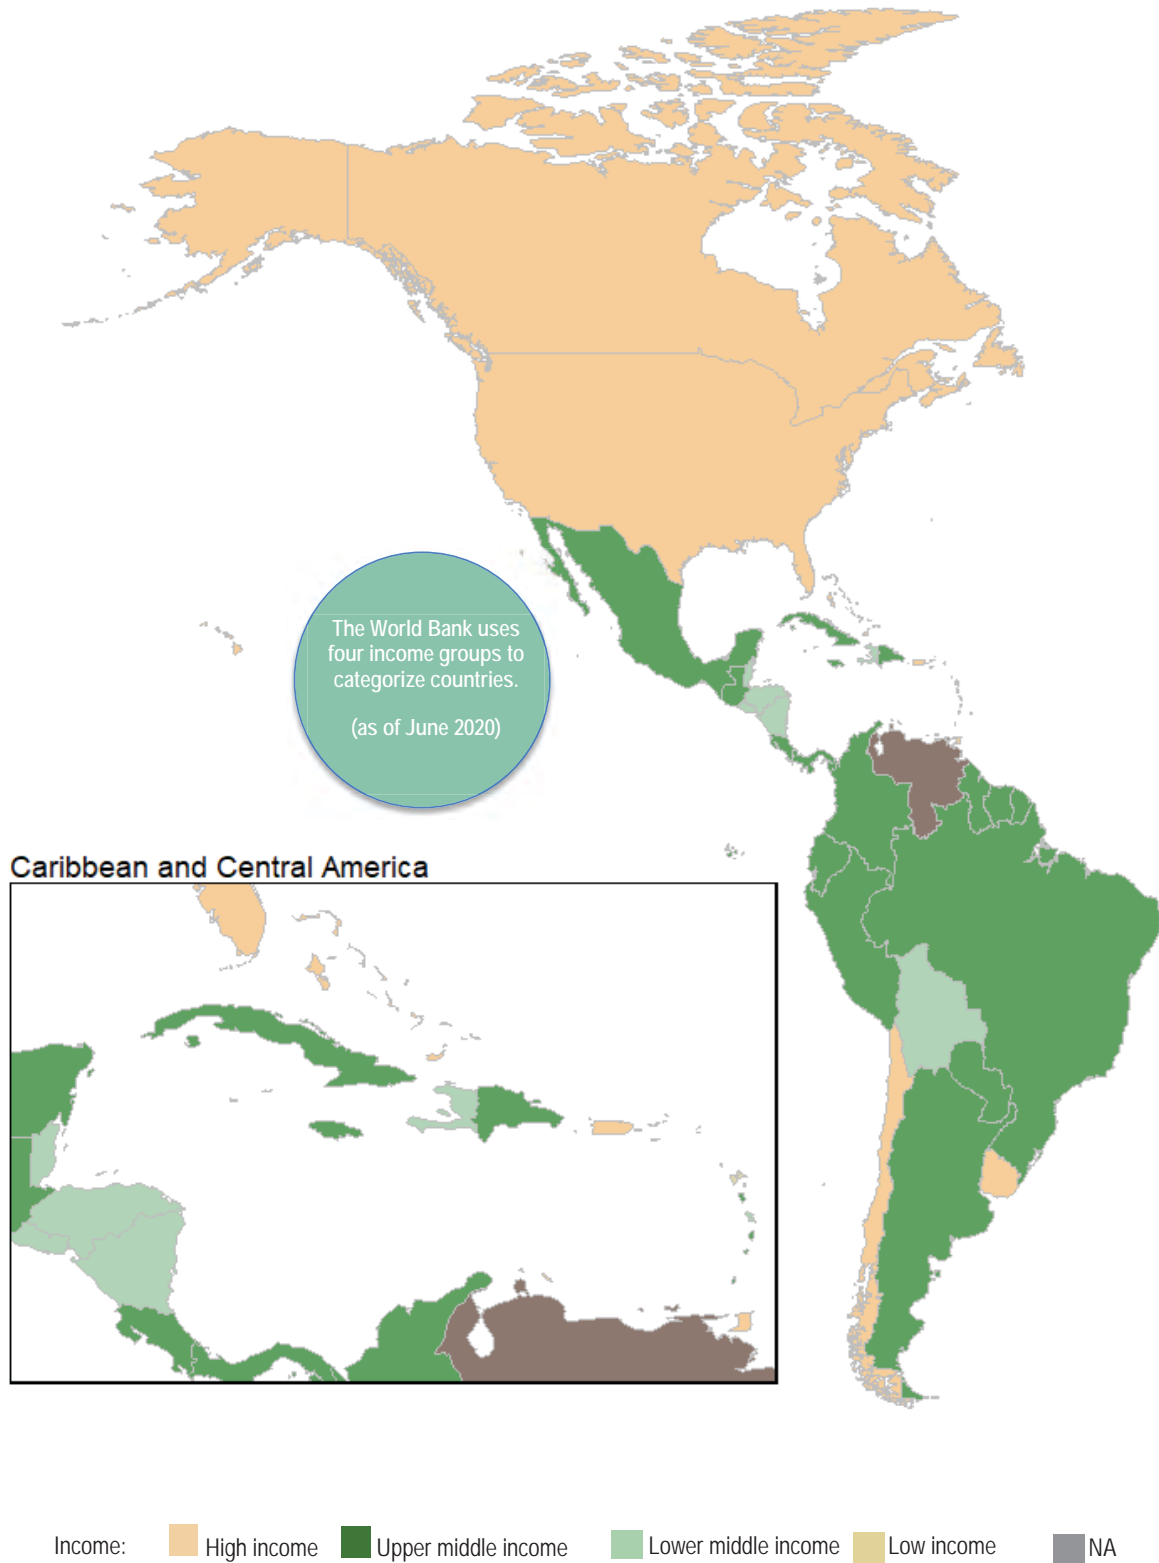 The World Bank uses
four income groups to
categorize countries.
(as of June 2020)
Caribbean and Central America
Income: High income Upper middle income Lower middle income Low income NA